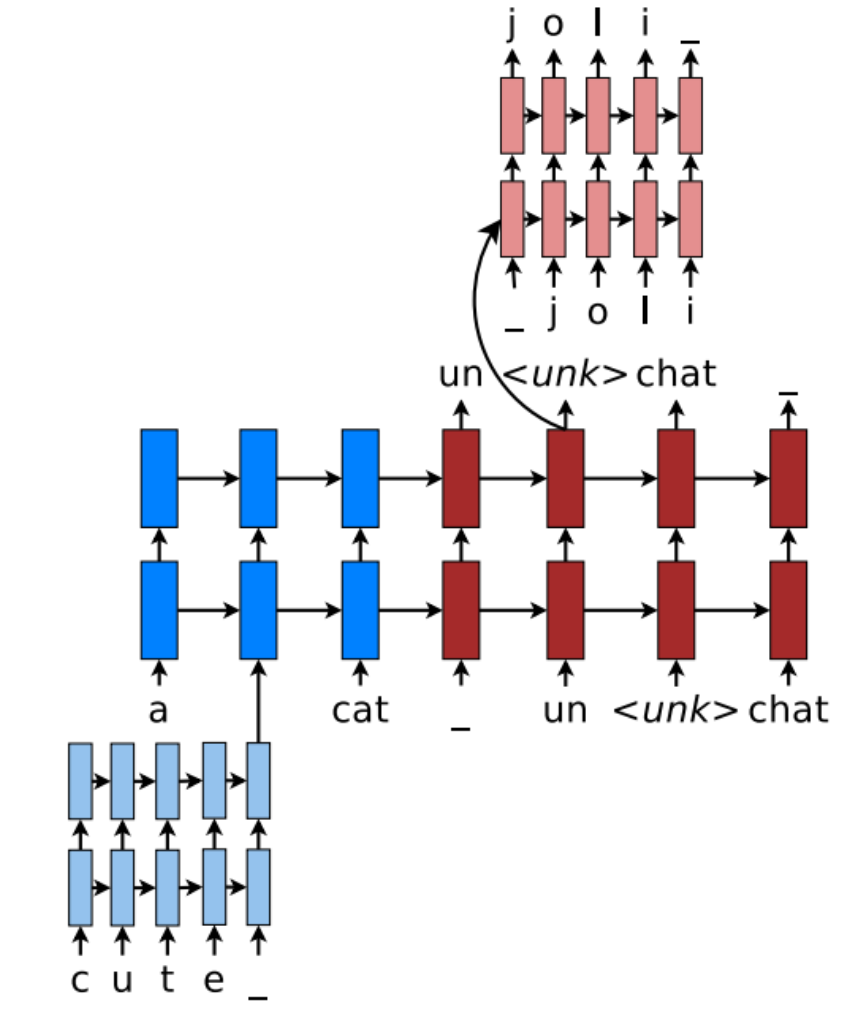 j o l i _
_ j o l i
un <unk> chat _
a cat _ un <unk> chat
c u t e _